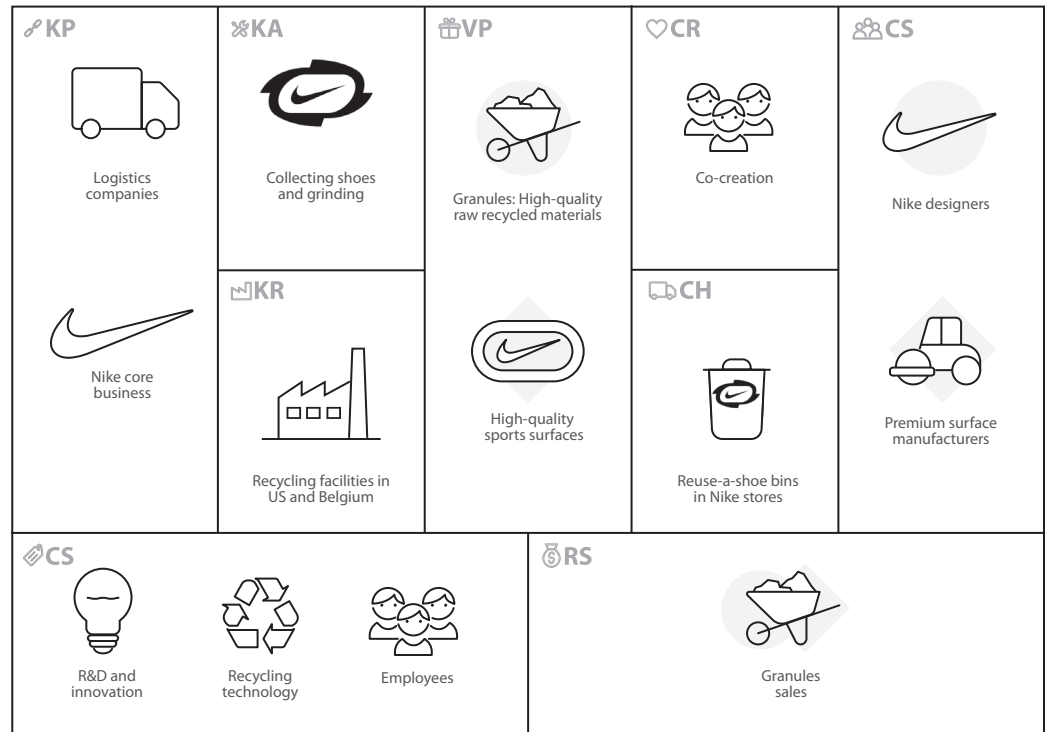 KP
Logistics
companies
Nike core
business
KA
Collecting shoes
and grinding
KR
Recycling facilities in
US and Belgium
VP
Granules: High-quality
raw recycled materials
High-quality
sports surfaces
CR
Co-creation
CH
Reuse-a-shoe bins
in Nike stores
CS
Nike designers
Premium surface
manufacturers
CS
R&D and
innovation
Recycling
technology
Employees
RS
Granules
sales